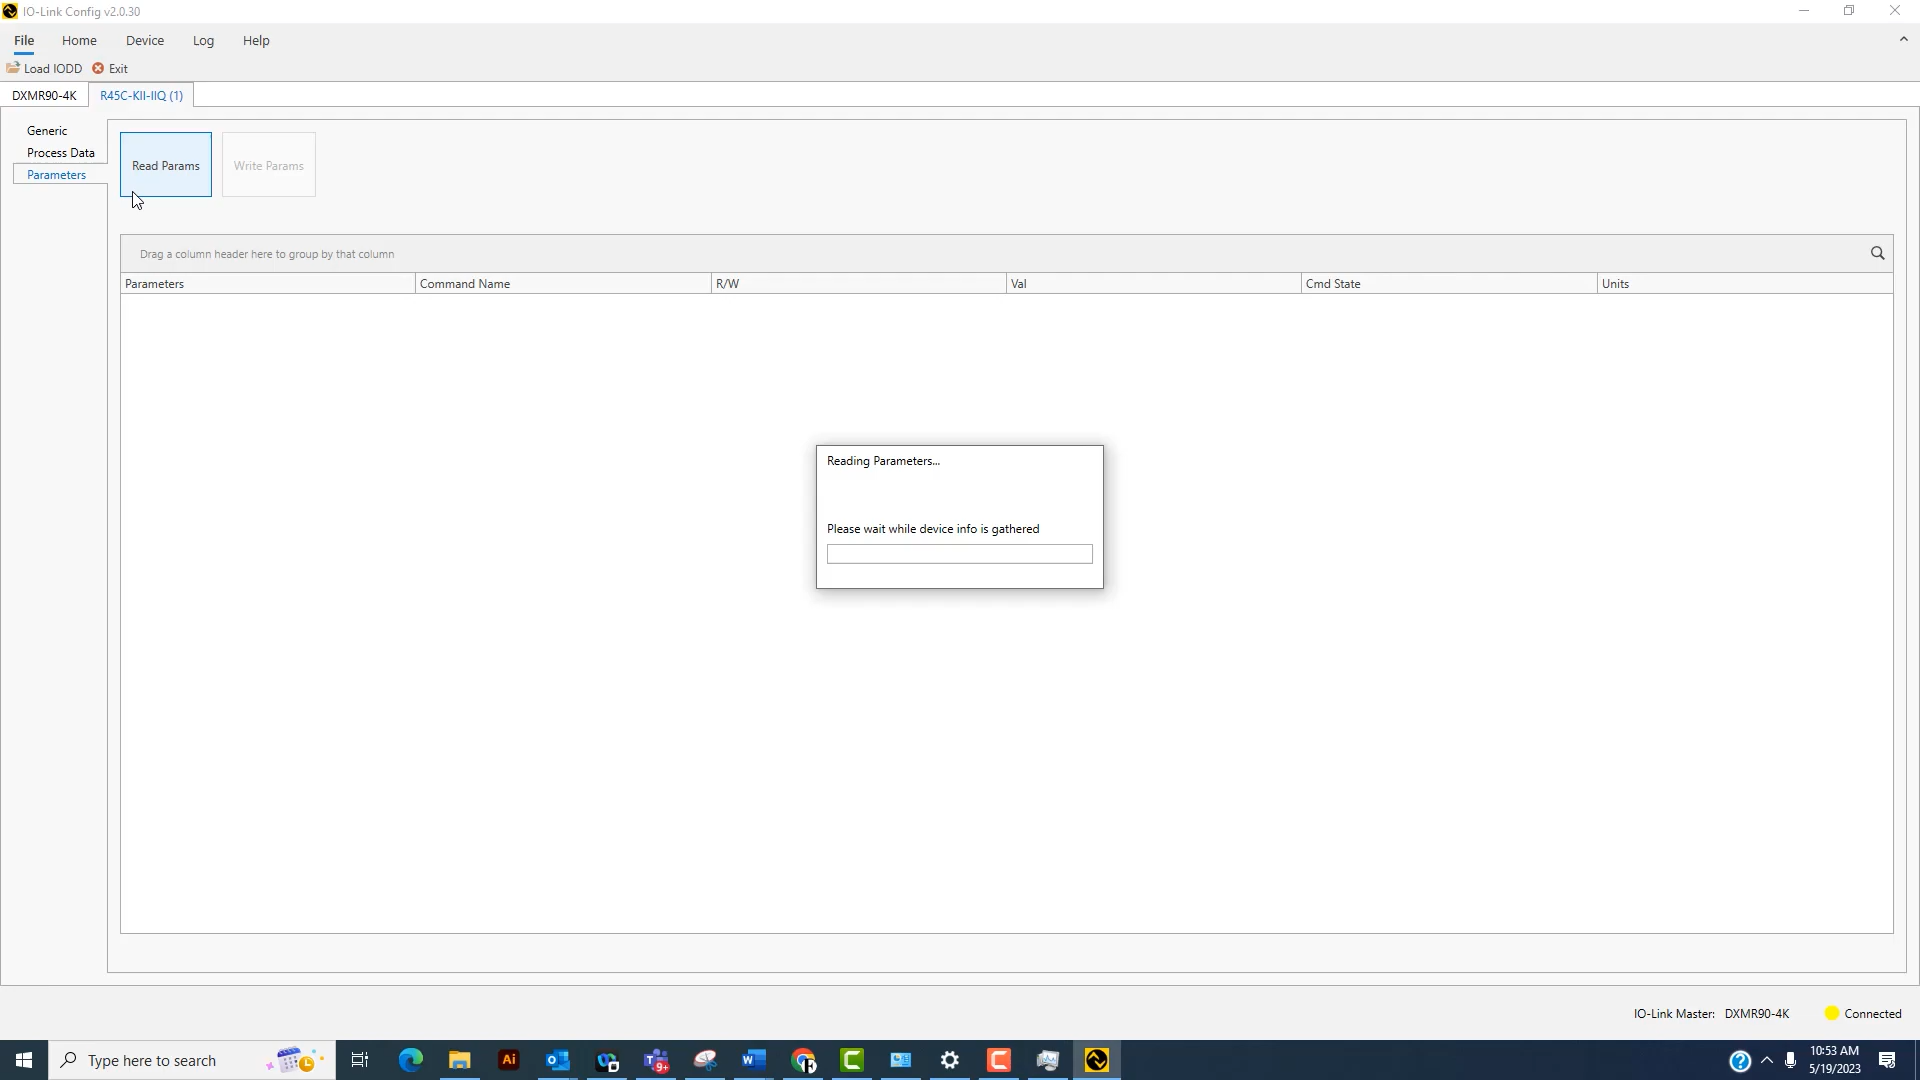 IO-Link Config v2.0.30
File Home Device Log Help
Load IODD Exit
DXMR90-4K R45C-KII-IIQ (1)
Generic
Process Data
Parameters
Read Params Write Params
Drag a column header here to group by that column
Parameters Command Name R/W Val Cmd State Units
Reading Parameters...
Please wait while device info is gathered
IO-Link Master: DXMR90-4K Connected
Type here to search
Ai
9+
10:53 AM
5/19/2023